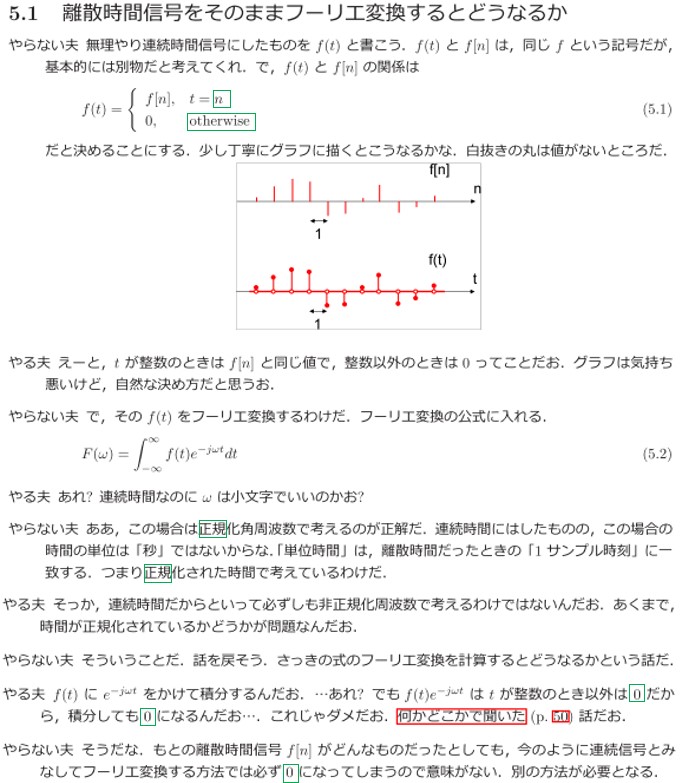 5.1 離散時間信号をそのままフーリエ変換するとどうなるか
やらない夫 無理やり連続時間信号にしたものを f(t) と書こう．f(t) と f[n] は，同じ f という記号だが，
基本的には別物だと考えてくれ．で，f(t) と f[n] の関係は
f(t) = { f[n], t = n
0, otherwise (5.1)
だと決めることにする．少し丁寧にグラフに描くとこうなるかな．白抜きの丸は値がないところだ．
f[n]
n
1
f(t)
t
1
やる夫 えーと，t が整数のときは f[n] と同じ値で，整数以外のときは 0 ってことだお．グラフは気持ち
悪いけど，自然な決め方だと思うお．
やらない夫 で，その f(t) をフーリエ変換するわけだ．フーリエ変換の公式に入れる．
F(ω) = ∫_{-∞}^{∞} f(t)e^{-jωt}dt (5.2)
やる夫 あれ? 連続時間なのに ω は小文字でいいのかお?
やらない夫 ああ，この場合は正規化角周波数で考えるのが正解だ．連続時間にはしたものの，この場合の
時間の単位は「秒」ではないからな．「単位時間」は，離散時間だったときの「1 サンプル時刻」に一
致する．つまり正規化された時間で考えているわけだ．
やる夫 そっか，連続時間だからといって必ずしも非正規化周波数で考えるわけではないんだお．あくまで，
時間が正規化されているかどうかが問題なんだお．
やらない夫 そういうことだ．話を戻そう．さっきの式のフーリエ変換を計算するとどうなるかという話だ．
やる夫 f(t) に e^{-jωt} をかけて積分するんだお．…あれ? でも f(t)e^{-jωt} は t が整数のとき以外は 0 だか
ら，積分しても 0 になるんだお…．これじゃダメだお．何かどこかで聞いた (p. 50) 話だお．
やらない夫 そうだな．もとの離散時間信号 f[n] がどんなものだったとしても，今のように連続信号とみ
なしてフーリエ変換する方法では必ず 0 になってしまうので意味がない．別の方法が必要となる．